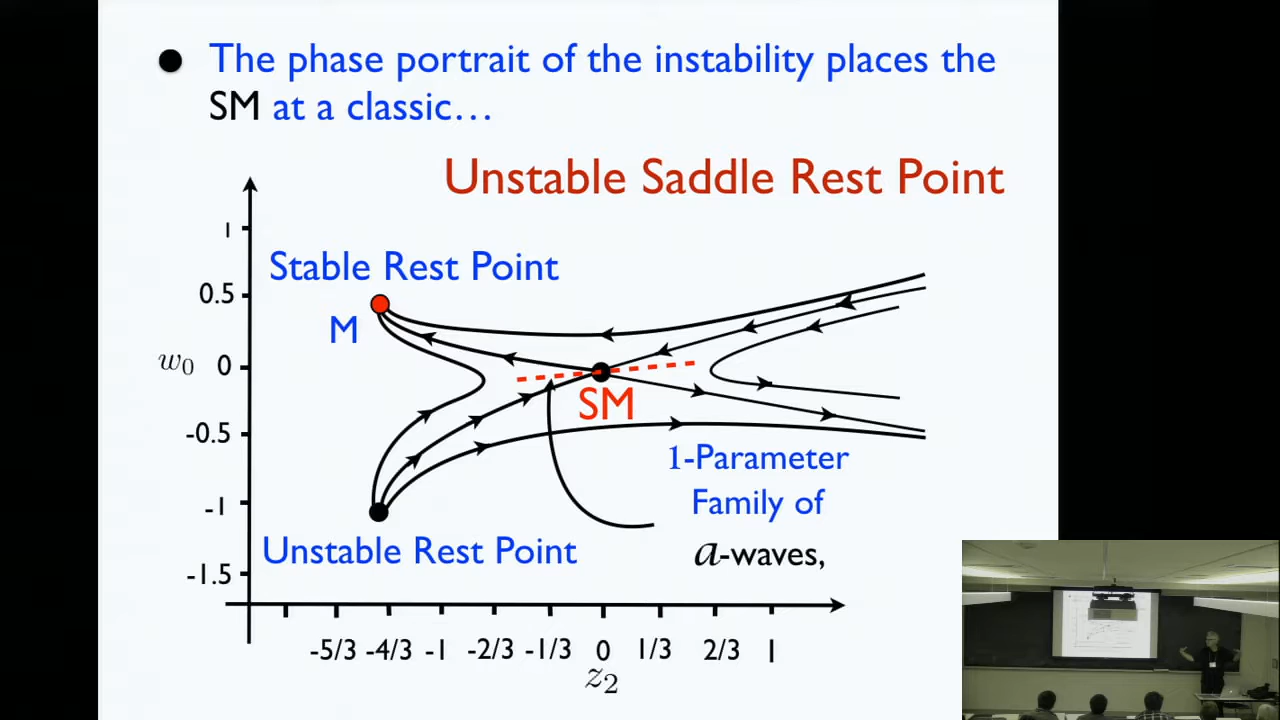 ● The phase portrait of the instability places the
SM at a classic…
Unstable Saddle Rest Point
1
Stable Rest Point
0.5
M
w₀ 0
SM
-0.5
1-Parameter
Family of
-1
a-waves,
Unstable Rest Point
-1.5
-5/3 -4/3 -1 -2/3 -1/3 0 1/3 2/3 1
z₂